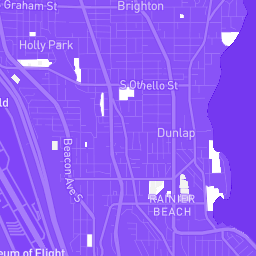 Graham St
Brighton
Holly Park
S Othello St
Dunlap
Beacon Ave S
RAINIER
BEACH
eum of Flight